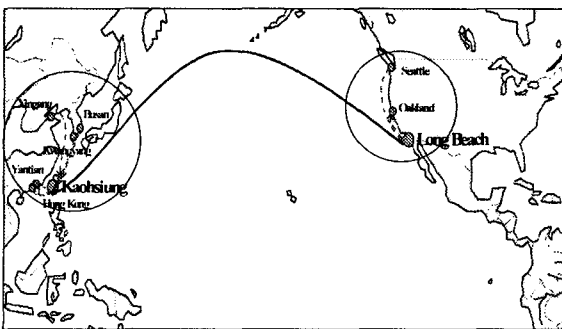 Seattle
Xingang
Oakland
Busan
Long Beach
Kwangyang
Yantian
Kaohsiung
Hong Kong